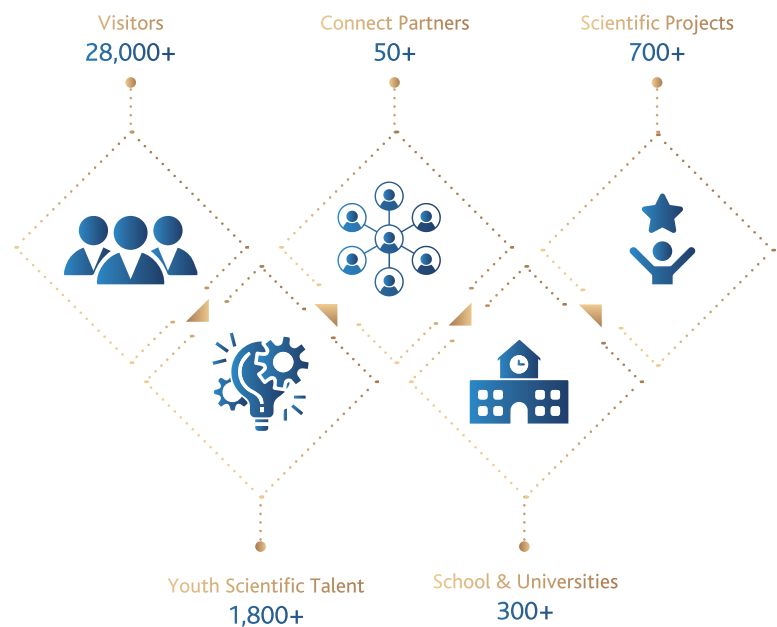 Visitors
28,000+
Connect Partners
50+
Scientific Projects
700+
Youth Scientific Talent
1,800+
School & Universities
300+